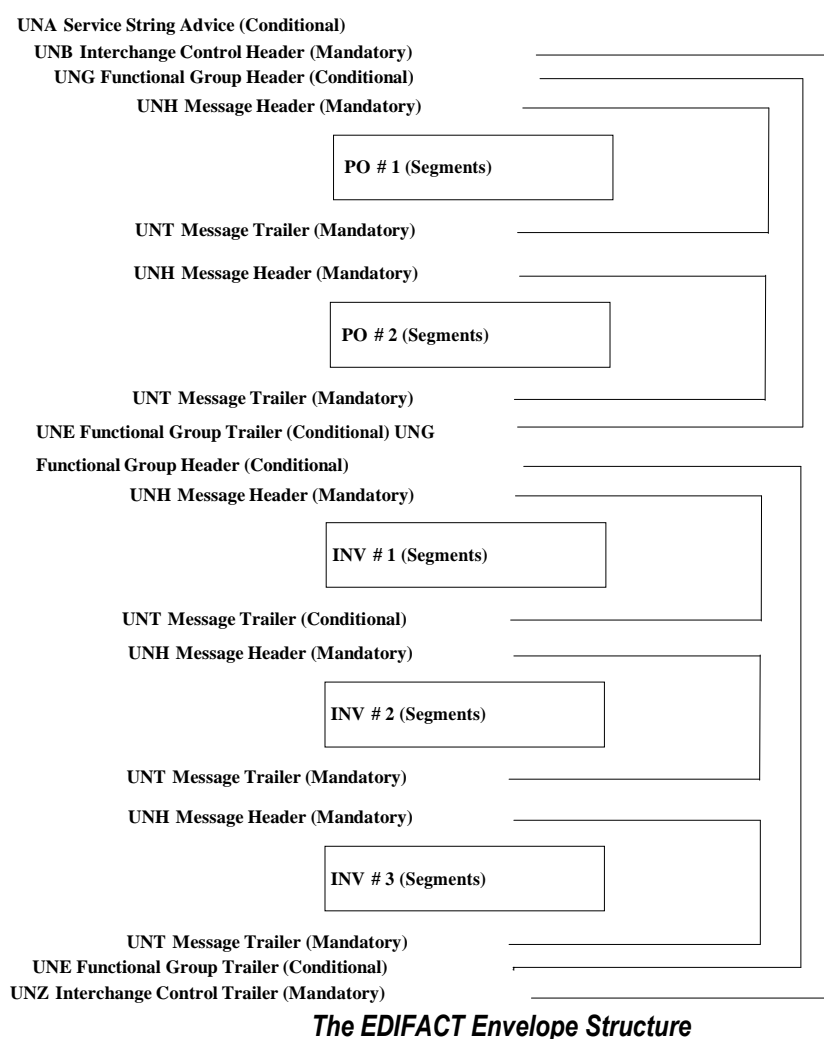 UNA Service String Advice (Conditional)
UNB Interchange Control Header (Mandatory)
UNG Functional Group Header (Conditional)
UNH Message Header (Mandatory)
PO # 1 (Segments)
UNT Message Trailer (Mandatory)
UNH Message Header (Mandatory)
PO # 2 (Segments)
UNT Message Trailer (Mandatory)
UNE Functional Group Trailer (Conditional) UNG
Functional Group Header (Conditional)
UNH Message Header (Mandatory)
INV # 1 (Segments)
UNT Message Trailer (Conditional)
UNH Message Header (Mandatory)
INV # 2 (Segments)
UNT Message Trailer (Mandatory)
UNH Message Header (Mandatory)
INV # 3 (Segments)
UNT Message Trailer (Mandatory)
UNE Functional Group Trailer (Conditional)
UNZ Interchange Control Trailer (Mandatory)
The EDIFACT Envelope Structure